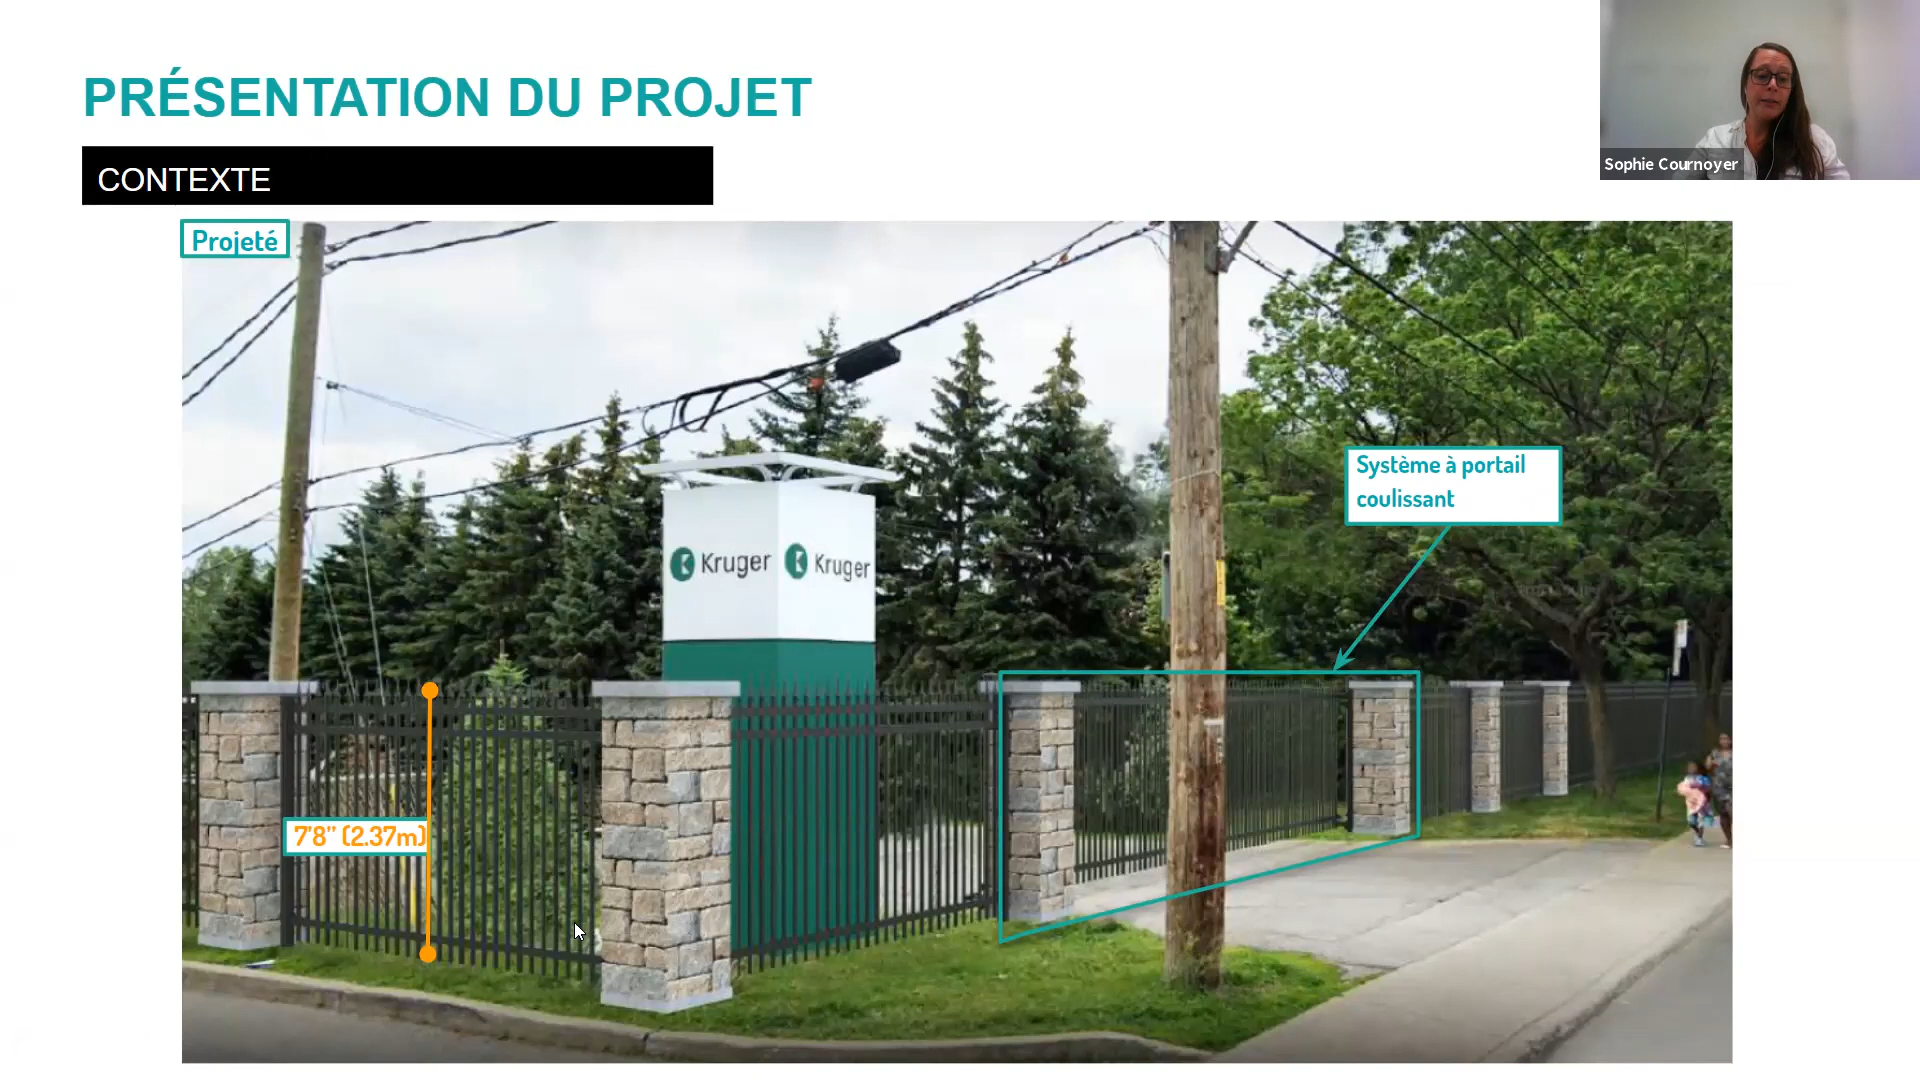 PRÉSENTATION DU PROJET
CONTEXTE
Sophie Cournoyer
Projeté
Système à portail
coulissant
Kruger
Kruger
7'8" (2.37m)